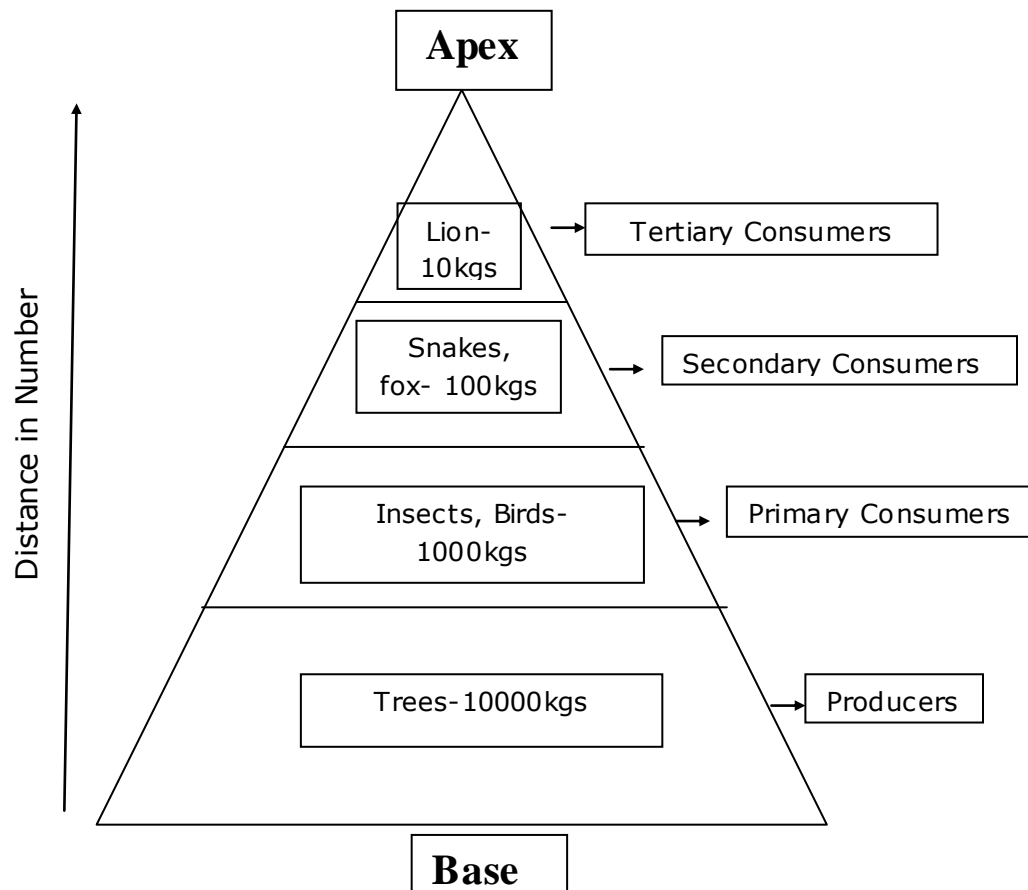 Apex
Lion-
10kgs
Tertiary Consumers
Snakes,
fox- 100kgs
Secondary Consumers
Distance in Number
Insects, Birds-
1000kgs
Primary Consumers
Trees-10000kgs
Producers
Base